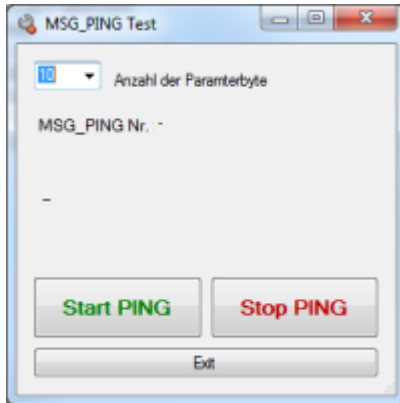 MSG_PING Test
10 Anzahl der Paramterbyte
MSG_PING Nr. -
–
Start PING Stop PING
Exit